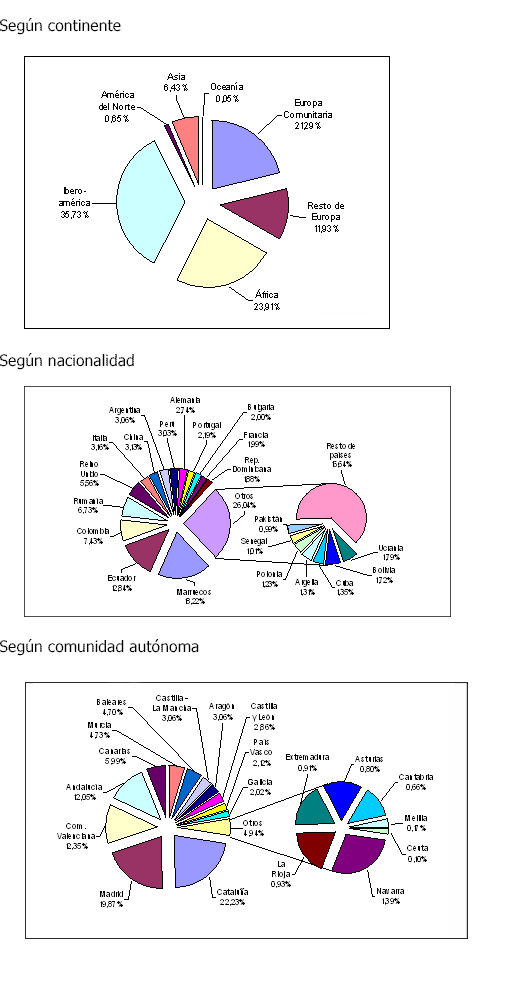 Según continente
Asia
6,43%
Oceanía
0,05%
América
del Norte
0,65%
Europa
Comunitaria
21,29%
Ibero-
américa
35,73%
Resto de
Europa
11,93%
África
23,91%
Según nacionalidad
Alemania
2,74%
Argentina
3,06%
Perú
3,03%
Portugal
2,19%
Bulgaria
2,00%
Italia
3,16%
China
3,13%
Francia
1,99%
Reino
Unido
5,56%
Rep.
Dominicana
1,88%
Resto de
países
15,64%
Rumanía
6,73%
Otros
26,04%
Colombia
7,43%
Pakistán
0,99%
Senegal
1,01%
Polonia
1,23%
Argelia
1,31%
Cuba
1,35%
Bolivia
1,72%
Ucrania
1,79%
Ecuador
12,84%
Marruecos
18,22%
Según comunidad autónoma
Baleares
4,70%
Castilla-
La Mancha
3,06%
Aragón
3,06%
Castilla
y León
2,86%
Murcia
4,73%
País
Vasco
2,12%
Canarias
5,99%
Galicia
2,02%
Extremadura
0,91%
Asturias
0,80%
Cantabria
0,66%
Andalucía
12,05%
Melilla
0,17%
Com.
Valenciana
12,35%
Otros
4,94%
Ceuta
0,10%
La
Rioja
0,93%
Madrid
19,87%
Cataluña
22,23%
Navarra
1,39%